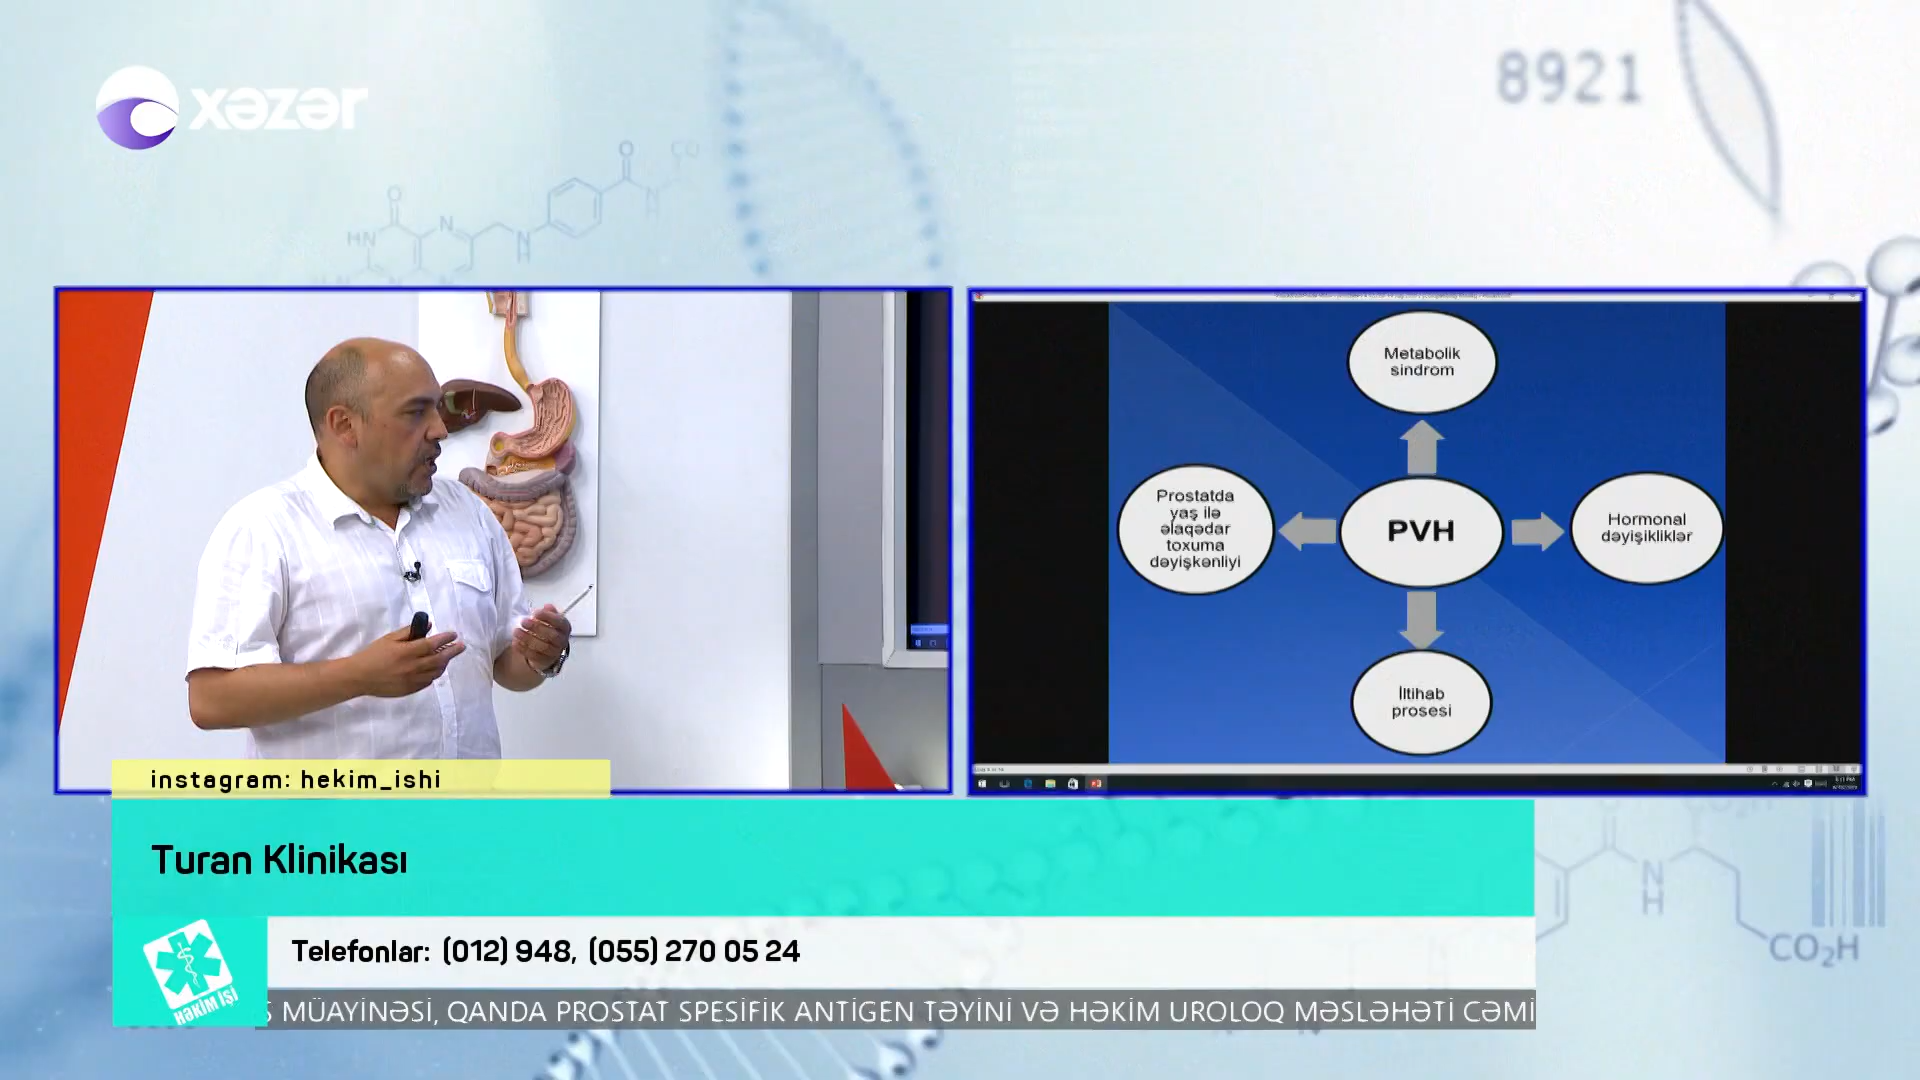 xəzər
8921
O
HN
N
N
H
O
CO
N
H
Metabolik
sindrom
Prostatda
yaş ilə
əlaqədar
toxuma
dəyişkənliyi
PVH
Hormonal
dəyişikliklər
İltihab
prosesi
instagram: hekim_ishi
Turan Klinikası
Telefonlar: (012) 948, (055) 270 05 24
HƏKİM İŞİ
S MÜAYİNƏSİ, QANDA PROSTAT SPESİFİK ANTİGEN TƏYİNİ VƏ HƏKİM UROLOQ MƏSLƏHƏTİ CƏMİ
N
H
CO₂H